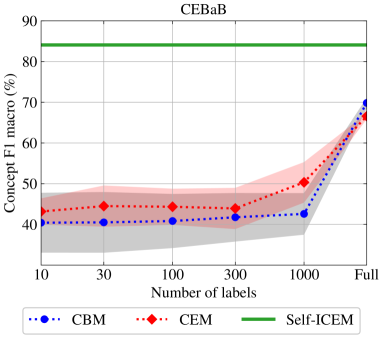 CEBaB
Concept F1 macro (%)
90
80
70
60
50
40
10 30 100 300 1000 Full
Number of labels
CBM CEM Self-ICEM